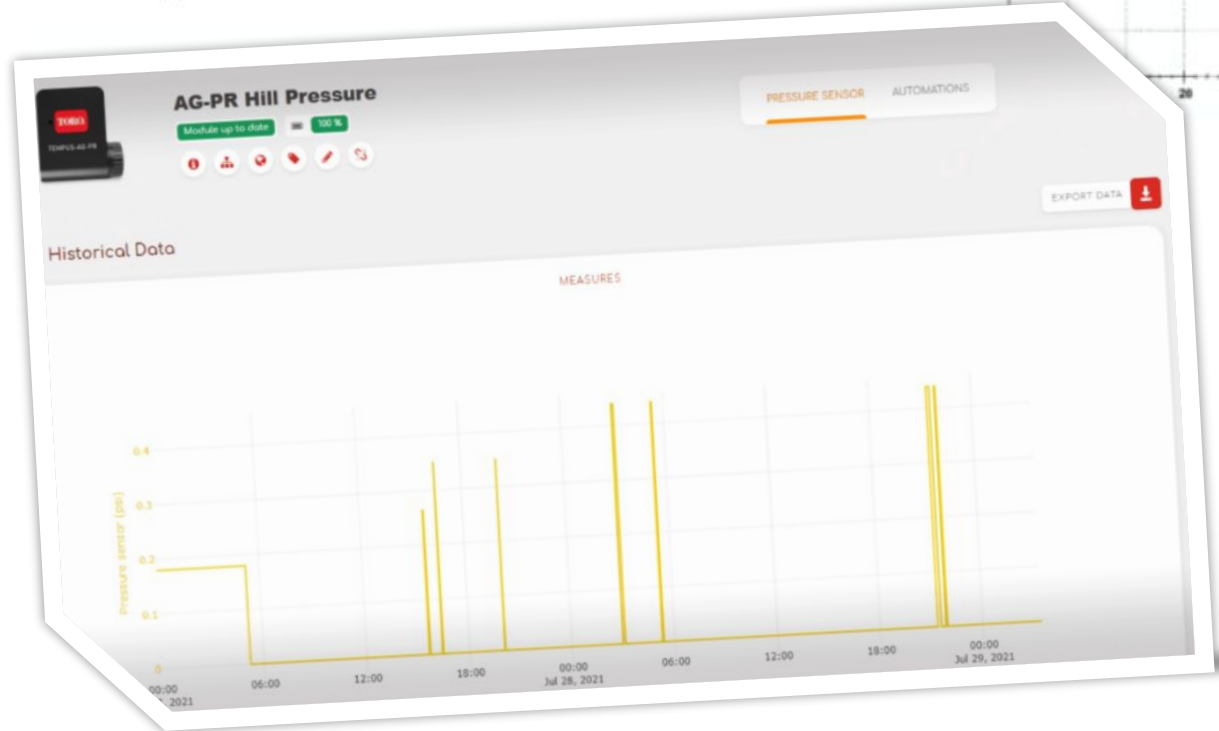 28
AG-PR Hill Pressure
Module up to date 100 %
TORO
TEMPUS-AG-PR
PRESSURE SENSOR AUTOMATIONS
EXPORT DATA
Historical Data
MEASURES
Pressure sensor (psi)
0.4
0.3
0.2
0.1
0
00:00 06:00 12:00 18:00 00:00 06:00 12:00 18:00 00:00
2021 Jul 28, 2021 Jul 29, 2021